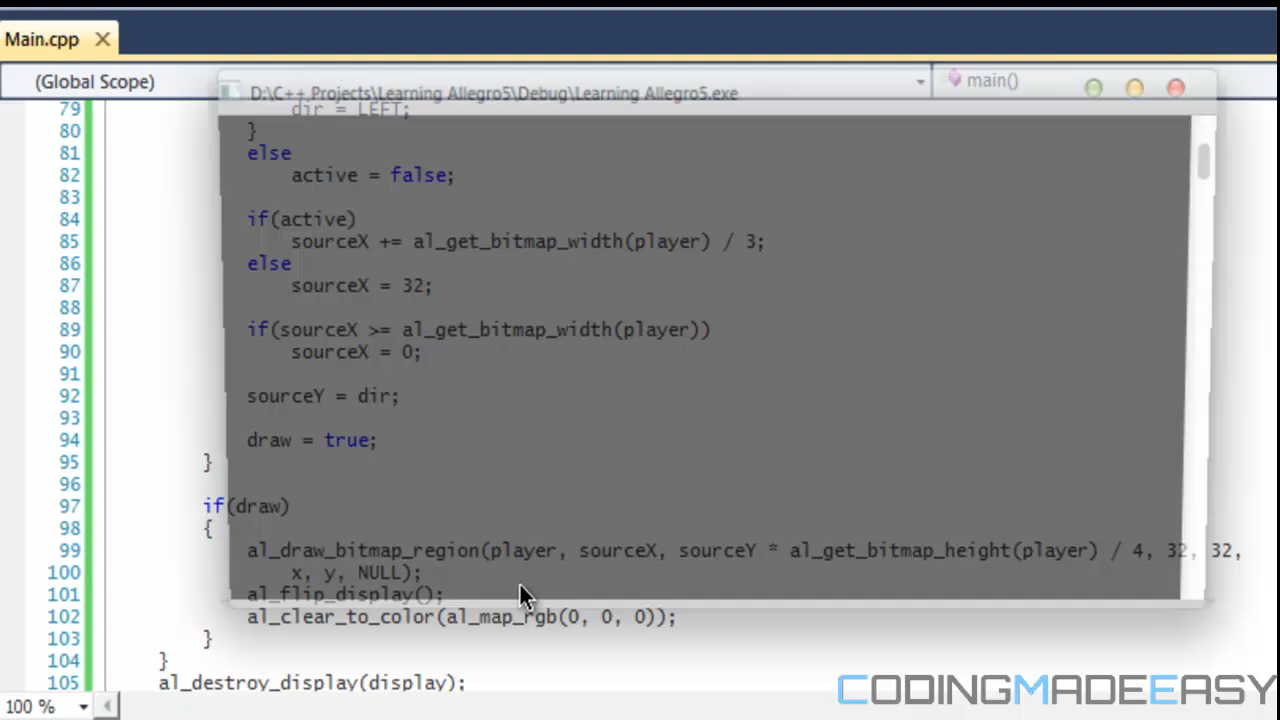 Main.cpp
(Global Scope)
main()
D:\C++ Projects\Learning Allegro5\Debug\Learning Allegro5.exe
79 dir = LEFT;
80 }
81 else
82 active = false;
83
84 if(active)
85 sourceX += al_get_bitmap_width(player) / 3;
86 else
87 sourceX = 32;
88
89 if(sourceX >= al_get_bitmap_width(player))
90 sourceX = 0;
91
92 sourceY = dir;
93
94 draw = true;
95 }
96
97 if(draw)
98 {
99 al_draw_bitmap_region(player, sourceX, sourceY * al_get_bitmap_height(player) / 4, 32, 32,
100 x, y, NULL);
101 al_flip_display();
102 al_clear_to_color(al_map_rgb(0, 0, 0));
103 }
104 }
105 al_destroy_display(display);
100 %
CODINGMADEEASY